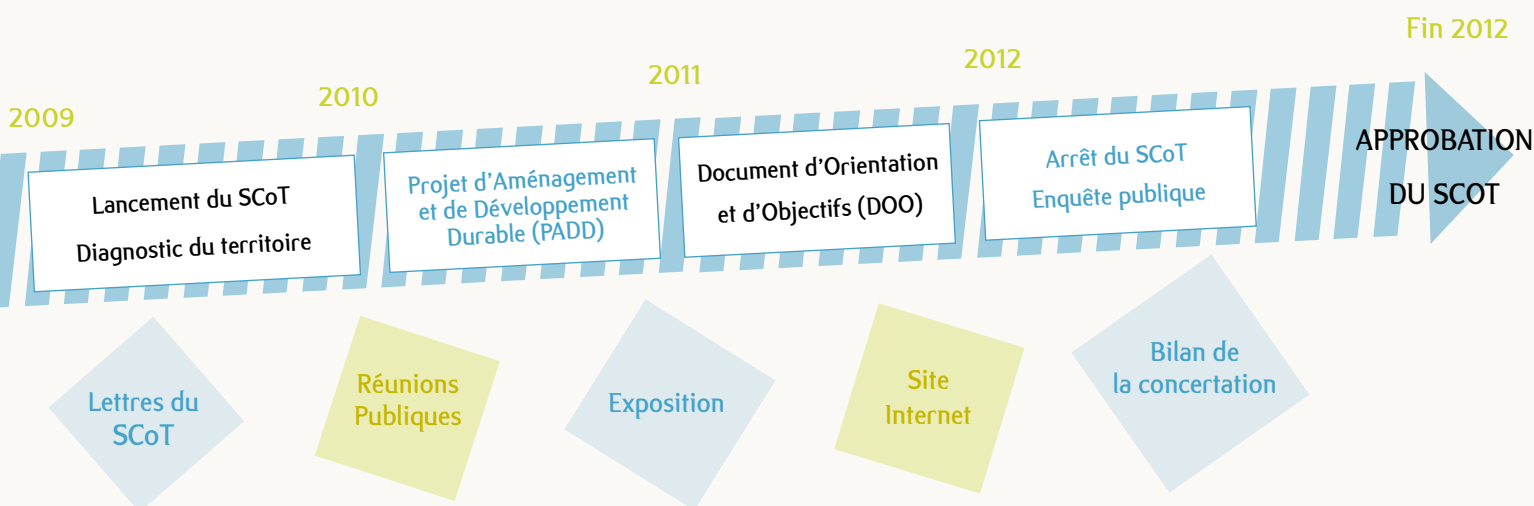 2009
2010
2011
2012
Fin 2012
Lancement du SCoT
Diagnostic du territoire
Projet d'Aménagement
et de Développement
Durable (PADD)
Document d'Orientation
et d'Objectifs (DOO)
Arrêt du SCoT
Enquête publique
APPROBATION
DU SCOT
Lettres du
SCoT
Réunions
Publiques
Exposition
Site
Internet
Bilan de
la concertation